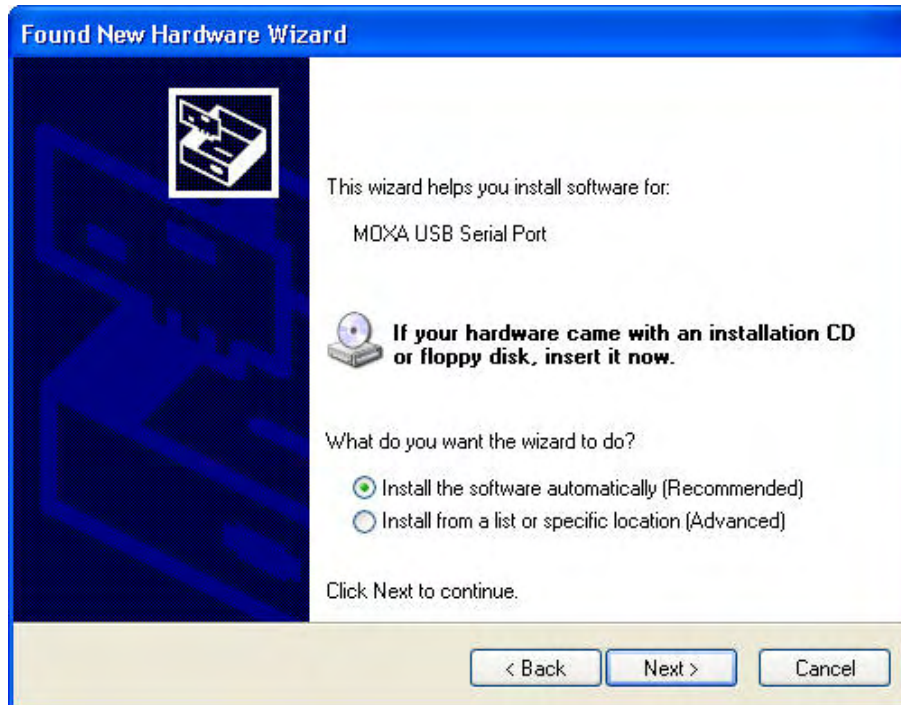 Found New Hardware Wizard
This wizard helps you install software for:
MOXA USB Serial Port
If your hardware came with an installation CD
or floppy disk, insert it now.
What do you want the wizard to do?
Install the software automatically (Recommended)
Install from a list or specific location (Advanced)
Click Next to continue.
< Back Next > Cancel